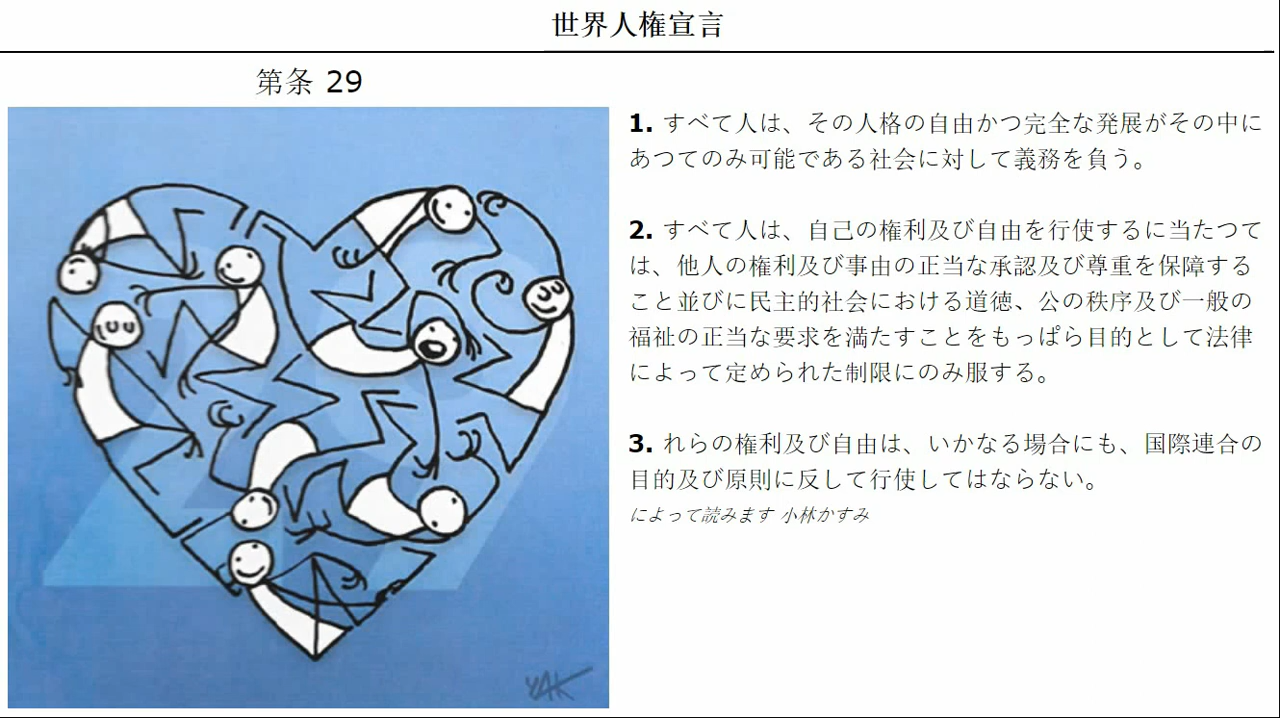 世界人権宣言
第条 29
1. すべて人は、その人格の自由かつ完全な発展がその中に
あつてのみ可能である社会に対して義務を負う。
2. すべて人は、自己の権利及び自由を行使するに当たつて
は、他人の権利及び事由の正当な承認及び尊重を保障する
こと並びに民主的社会における道徳、公の秩序及び一般の
福祉の正当な要求を満たすことをもっぱら目的として法律
によって定められた制限にのみ服する。
3. れらの権利及び自由は、いかなる場合にも、国際連合の
目的及び原則に反して行使してはならない。
によって読みます 小林かすみ
29
YAK